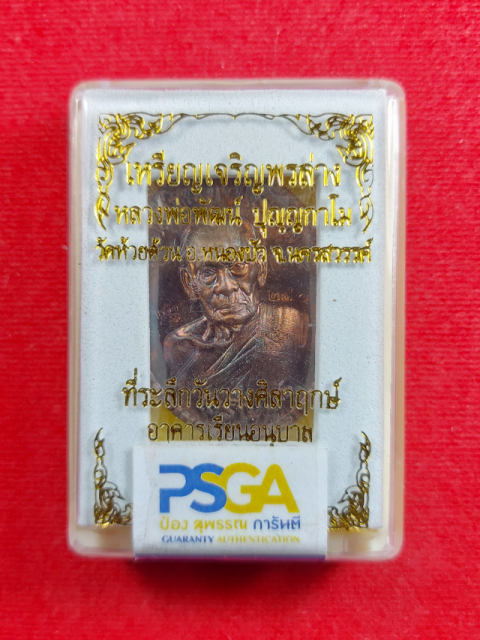 เหรียญเจริญพรล่าง
หลวงพ่อพัฒน์ ปุญญกาโม
วัดห้วยด้วน อ.หนองบัว จ.นครสวรรค์
ที่ระลึกวันวางศิลาฤกษ์
อาคารเรียนอนุบาล
PSGA
ป๋อง สุพรรณ การันตี
GUARANTY AUTHENTICATION